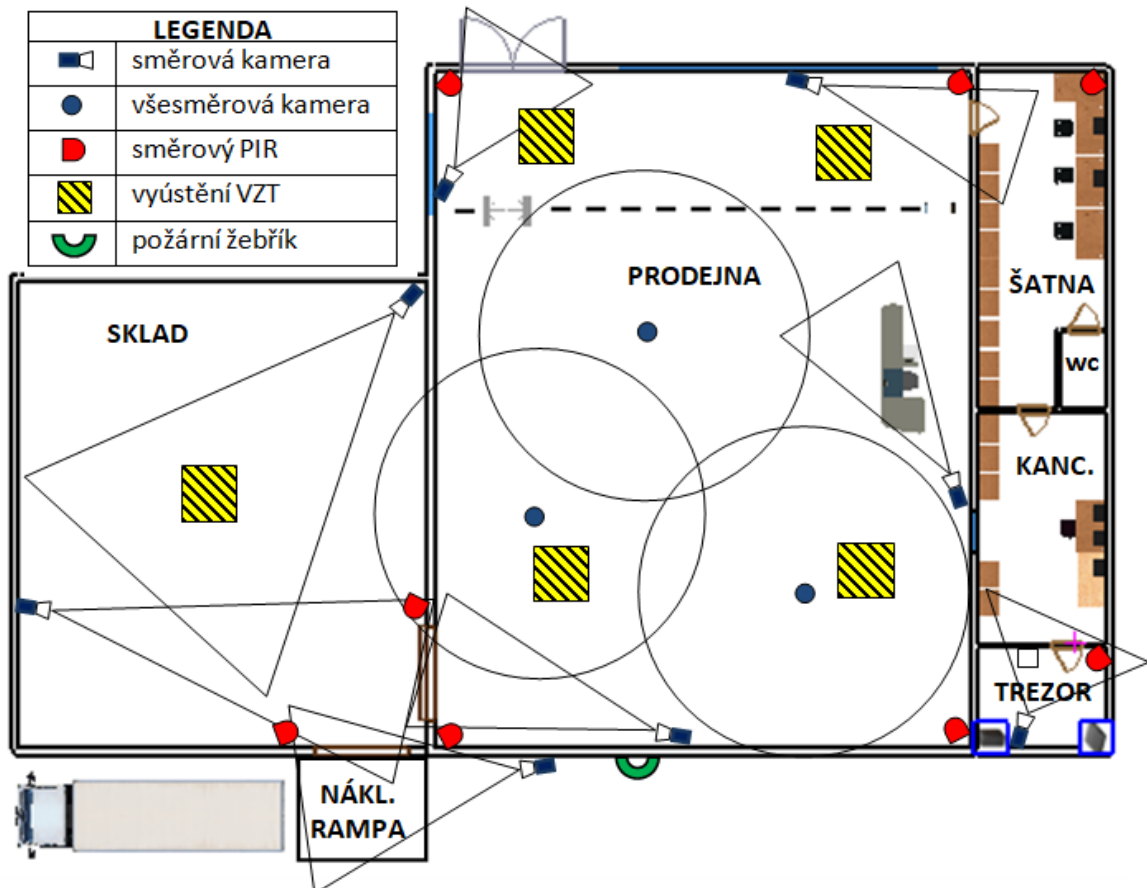 LEGENDA
směrová kamera
všesměrová kamera
směrový PIR
vyústění VZT
požární žebřík
PRODEJNA
ŠATNA
SKLAD
WC
KANC.
TREZOR
NÁKL.
RAMPA